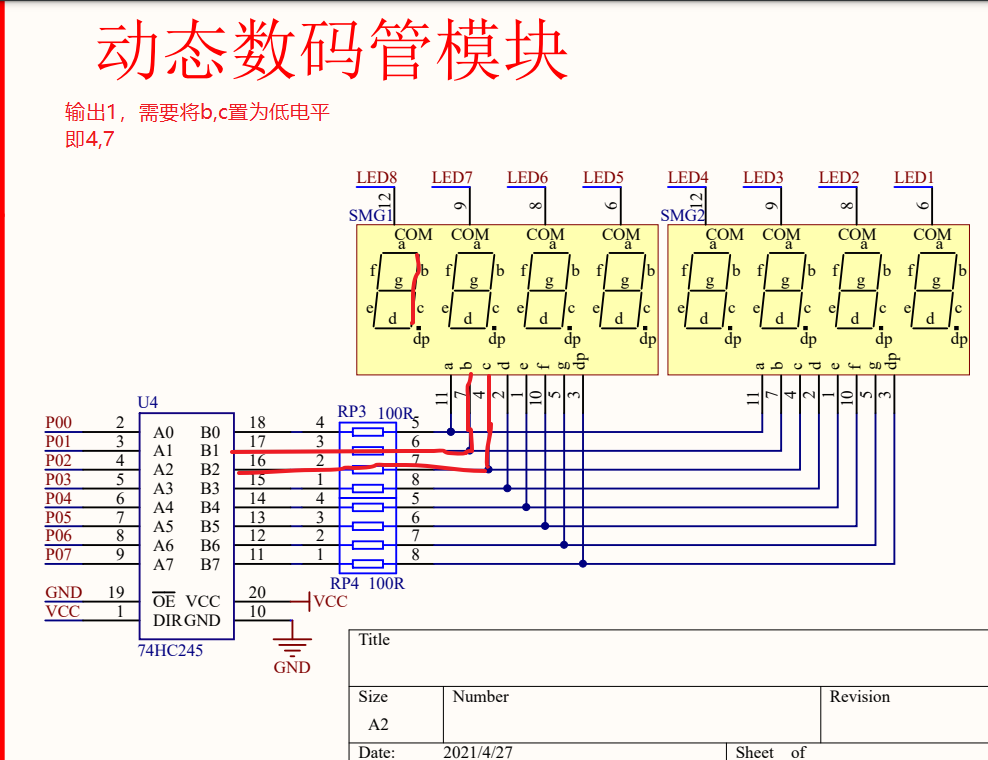 动态数码管模块
输出1，需要将b,c置为低电平
即4,7
LED8 LED7 LED6 LED5 LED4 LED3 LED2 LED1
12 9 8 6 12 9 8 6
SMG1 SMG2
COM COM COM COM COM COM COM COM
a a a a a a a a
f b f b f b f b f b f b f b f b
g g g g g g g g
e c e c e c e c e c e c e c e c
d d d d d d d d
dp dp dp dp dp dp dp dp
a b c d e f g dp a b c d e f g dp
11 7 4 2 1 10 5 3 11 7 4 2 1 10 5 3
U4 RP3 100R
P00 2 A0 B0 18 4 5
P01 3 A1 B1 17 3 6
P02 4 A2 B2 16 2 7
P03 5 A3 B3 15 1 8
P04 6 A4 B4 14 4 5
P05 7 A5 B5 13 3 6
P06 8 A6 B6 12 2 7
P07 9 A7 B7 11 1 8
RP4 100R
GND 19 OE VCC 20 VCC
VCC 1 DIR GND 10
74HC245
GND
Title
Size Number Revision
A2
Date: 2021/4/27 Sheet of